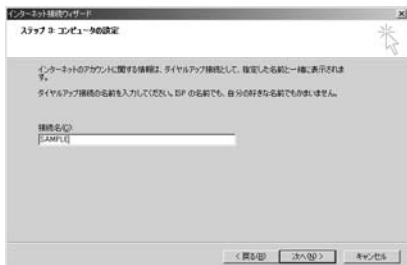 インターネット接続ウィザード
ステップ 3: コンピュータの設定
インターネットのアカウントに関する情報は、ダイヤルアップ接続として、指定した名前と一緒に表示されま
す。
ダイヤルアップ接続の名前を入力してください。ISP の名前でも、自分の好きな名前でもかまいません。
接続名(C):
SAMPLE
< 戻る(B)
次へ(N) >
キャンセル